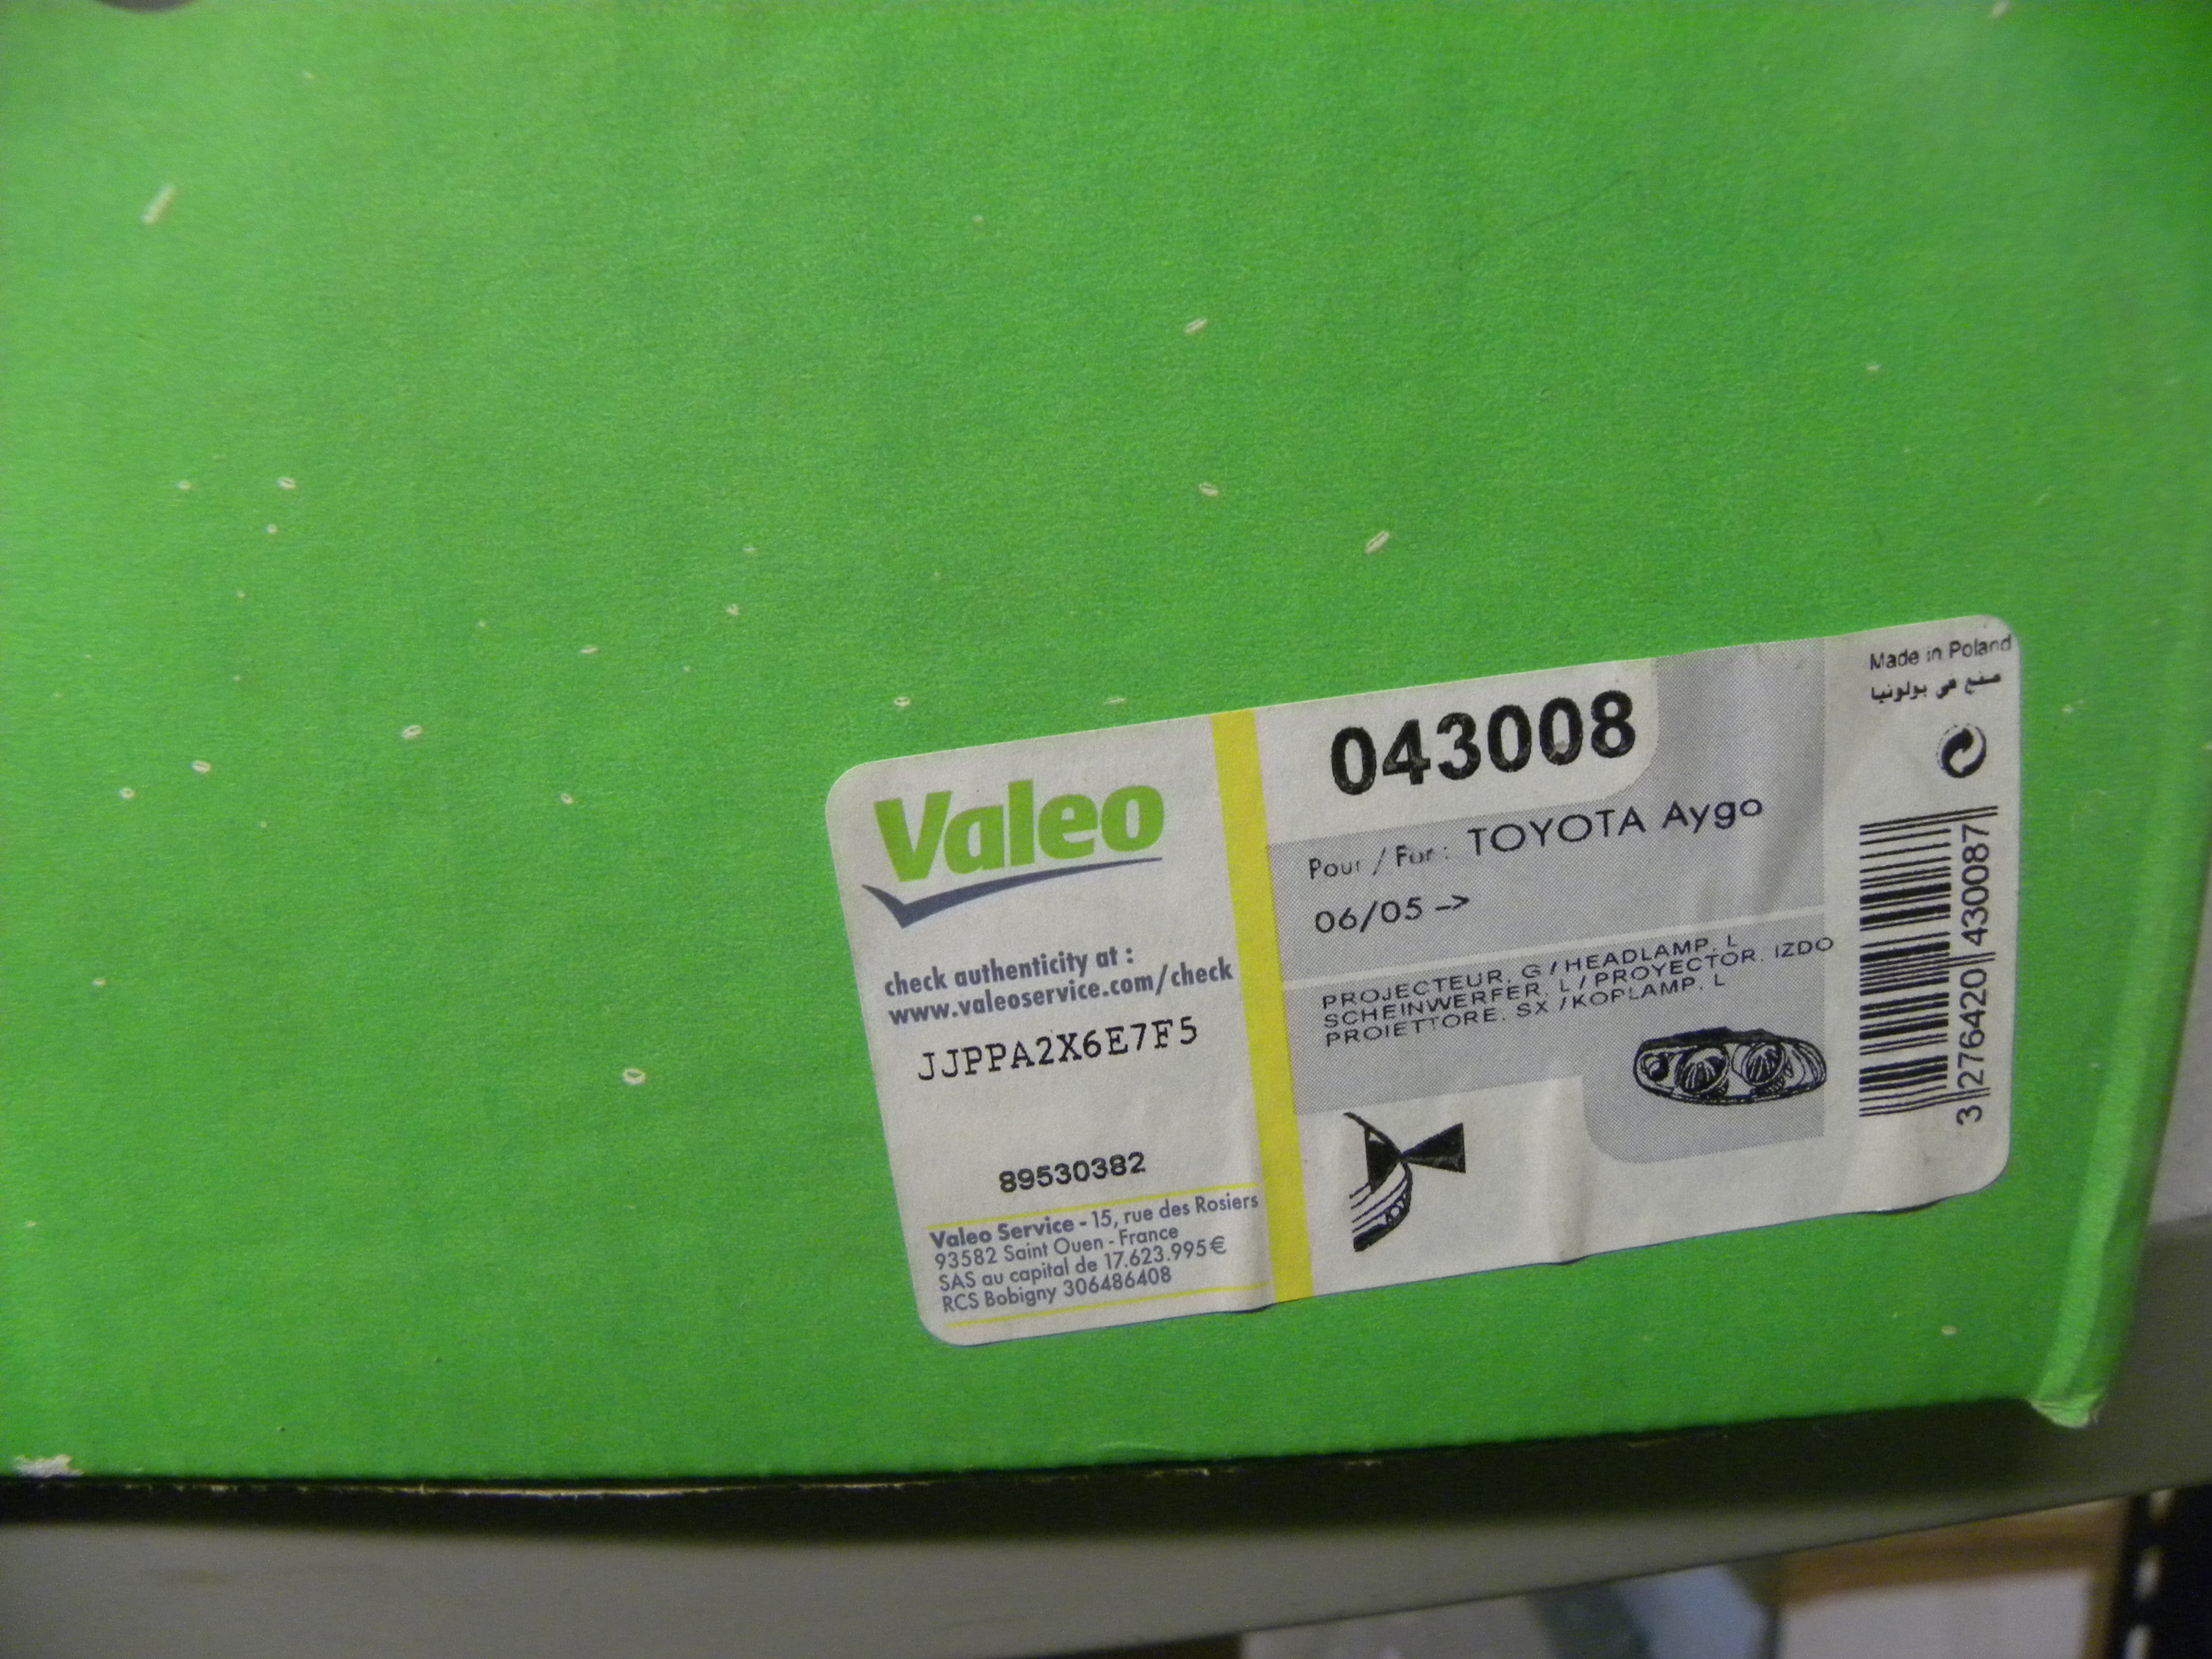 Valeo
check authenticity at :
www.valeoservice.com/check
JJPPA2X6E7F5
89530382
Valeo Service - 15, rue des Rosiers
93582 Saint Ouen - France
SAS au capital de 17.623.995€
RCS Bobigny 306486408
043008
Pour / For : TOYOTA Aygo
06/05 ->
PROJECTEUR, G / HEADLAMP, L
SCHEINWERFER, L / PROYECTOR, IZDO
PROIETTORE, SX / KOPLAMP, L
Made in Poland
صنع في بولونيا
3 276420 430087